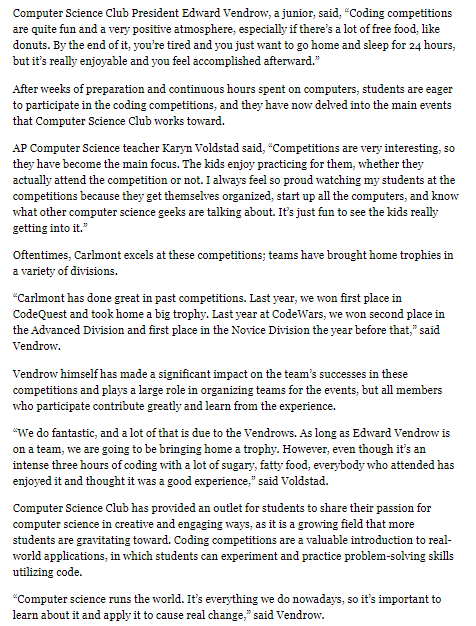 Computer Science Club President Edward Vendrow, a junior, said, “Coding competitions
are quite fun and a very positive atmosphere, especially if there’s a lot of free food, like
donuts. By the end of it, you’re tired and you just want to go home and sleep for 24 hours,
but it’s really enjoyable and you feel accomplished afterward.”
After weeks of preparation and continuous hours spent on computers, students are eager
to participate in the coding competitions, and they have now delved into the main events
that Computer Science Club works toward.
AP Computer Science teacher Karyn Voldstad said, “Competitions are very interesting, so
they have become the main focus. The kids enjoy practicing for them, whether they
actually attend the competition or not. I always feel so proud watching my students at the
competitions because they get themselves organized, start up all the computers, and know
what other computer science geeks are talking about. It’s just fun to see the kids really
getting into it.”
Oftentimes, Carlmont excels at these competitions; teams have brought home trophies in
a variety of divisions.
“Carlmont has done great in past competitions. Last year, we won first place in
CodeQuest and took home a big trophy. Last year at CodeWars, we won second place in
the Advanced Division and first place in the Novice Division the year before that,” said
Vendrow.
Vendrow himself has made a significant impact on the team’s successes in these
competitions and plays a large role in organizing teams for the events, but all members
who participate contribute greatly and learn from the experience.
“We do fantastic, and a lot of that is due to the Vendrows. As long as Edward Vendrow is
on a team, we are going to be bringing home a trophy. However, even though it’s an
intense three hours of coding with a lot of sugary, fatty food, everybody who attended has
enjoyed it and thought it was a good experience,” said Voldstad.
Computer Science Club has provided an outlet for students to share their passion for
computer science in creative and engaging ways, as it is a growing field that more
students are gravitating toward. Coding competitions are a valuable introduction to real-
world applications, in which students can experiment and practice problem-solving skills
utilizing code.
“Computer science runs the world. It’s everything we do nowadays, so it’s important to
learn about it and apply it to cause real change,” said Vendrow.